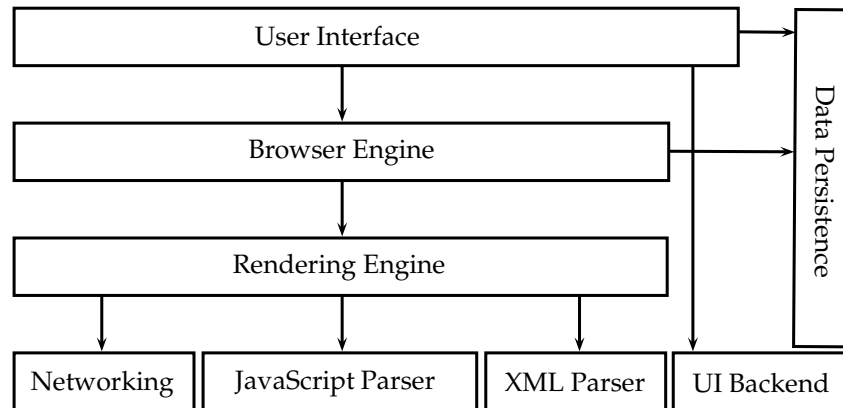 User Interface
Data Persistence
Browser Engine
Rendering Engine
Networking
JavaScript Parser
XML Parser
UI Backend